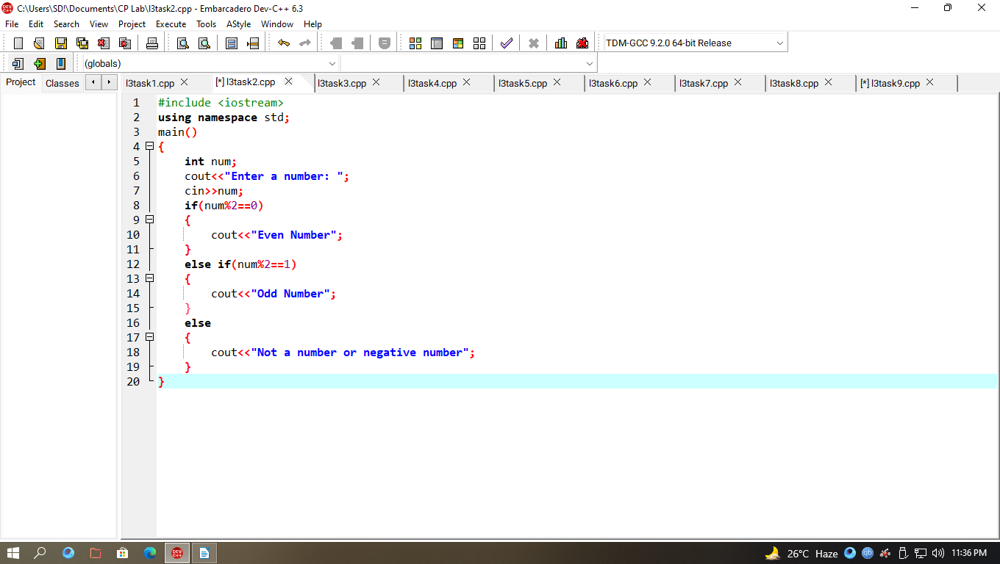 C:\Users\SD!\Documents\CP Lab\l3task2.cpp - Embarcadero Dev-C++ 6.3
File Edit Search View Project Execute Tools AStyle Window Help
TDM-GCC 9.2.0 64-bit Release
(globals)
Project Classes l3task1.cpp [*] l3task2.cpp l3task3.cpp l3task4.cpp l3task5.cpp l3task6.cpp l3task7.cpp l3task8.cpp [*] l3task9.cpp
1 #include <iostream>
2 using namespace std;
3 main()
4 {
5 int num;
6 cout<<"Enter a number: ";
7 cin>>num;
8 if(num%2==0)
9 {
10 cout<<"Even Number";
11 }
12 else if(num%2==1)
13 {
14 cout<<"Odd Number";
15 }
16 else
17 {
18 cout<<"Not a number or negative number";
19 }
20 }
DEV C++ qb 26°C Haze 11:36 PM